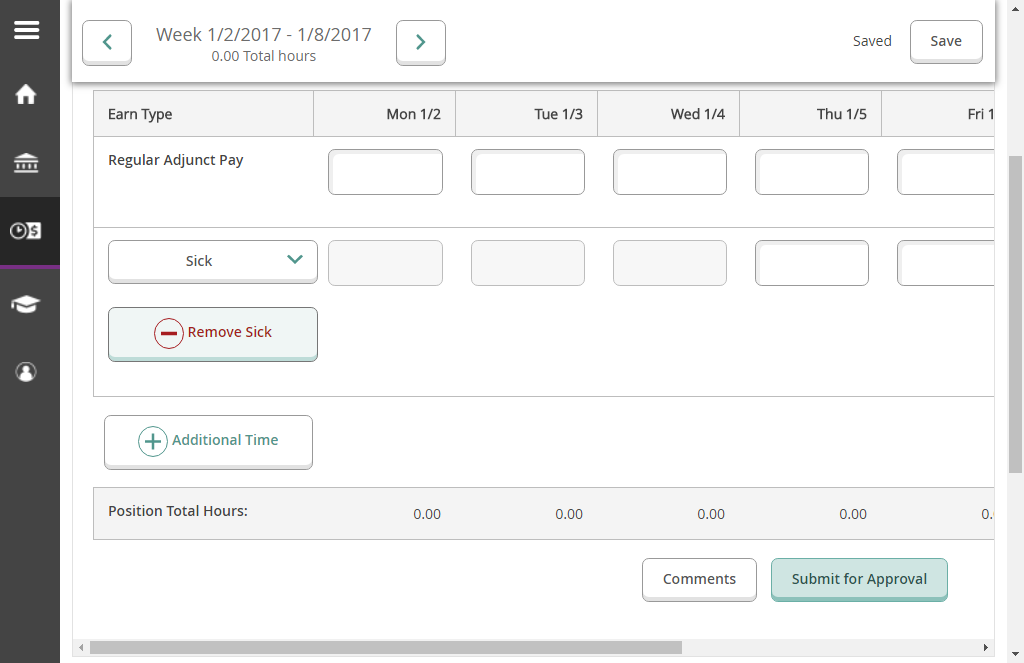 Week 1/2/2017 - 1/8/2017
0.00 Total hours
Saved
Save
Earn Type
Mon 1/2
Tue 1/3
Wed 1/4
Thu 1/5
Fri 1
Regular Adjunct Pay
Sick
Remove Sick
Additional Time
Position Total Hours:
0.00
0.00
0.00
0.00
0.
Comments
Submit for Approval